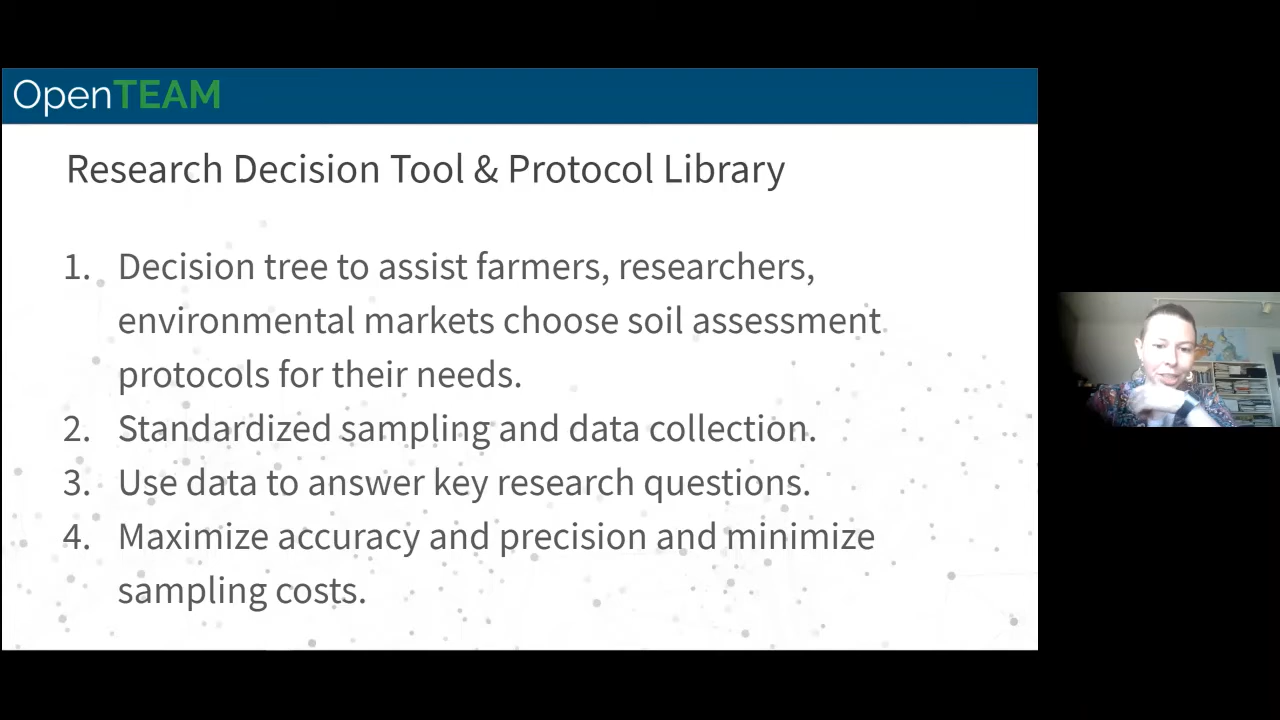 OpenTEAM
Research Decision Tool & Protocol Library
1. Decision tree to assist farmers, researchers,
environmental markets choose soil assessment
protocols for their needs.
2. Standardized sampling and data collection.
3. Use data to answer key research questions.
4. Maximize accuracy and precision and minimize
sampling costs.